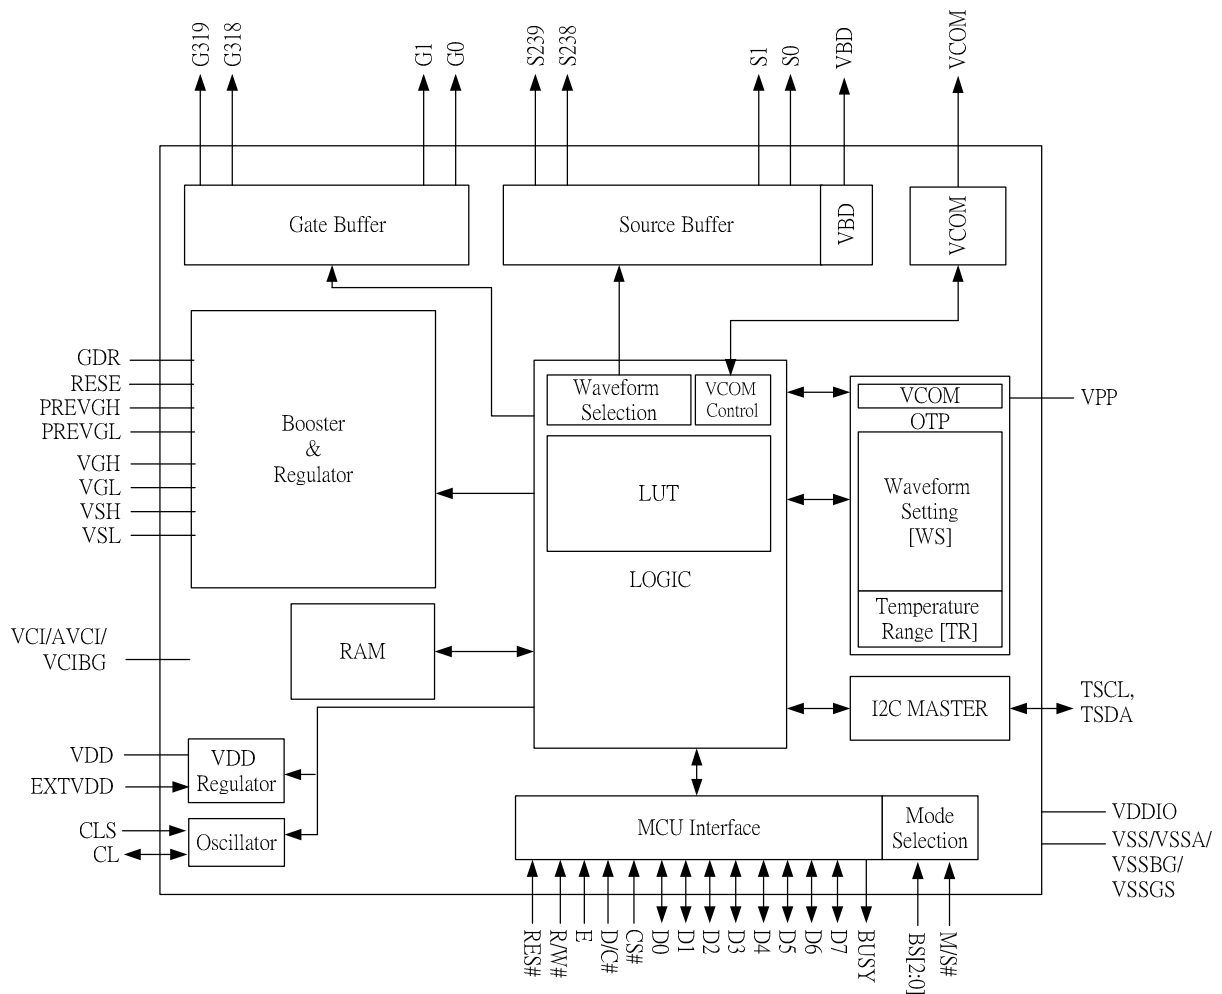 G319
G318
G1
G0
S239
S238
S1
S0
VBD
VCOM
Gate Buffer
Source Buffer
VBD
VCOM
GDR
RESE
PREVGH
PREVGL
VGH
VGL
VSH
VSL
Booster
&
Regulator
Waveform
Selection
VCOM
Control
LUT
LOGIC
VCOM
OTP
Waveform
Setting
[WS]
Temperature
Range [TR]
VPP
VCI/AVCI/
VCIBG
RAM
I2C MASTER
TSCL,
TSDA
VDD
EXTVDD
VDD
Regulator
CLS
CL
Oscillator
MCU Interface
Mode
Selection
VDDIO
VSS/VSSA/
VSSBG/
VSSGS
RES#
R/W#
E
D/C#
CS#
D0
D1
D2
D3
D4
D5
D6
D7
BUSY
BS[2:0]
M/S#